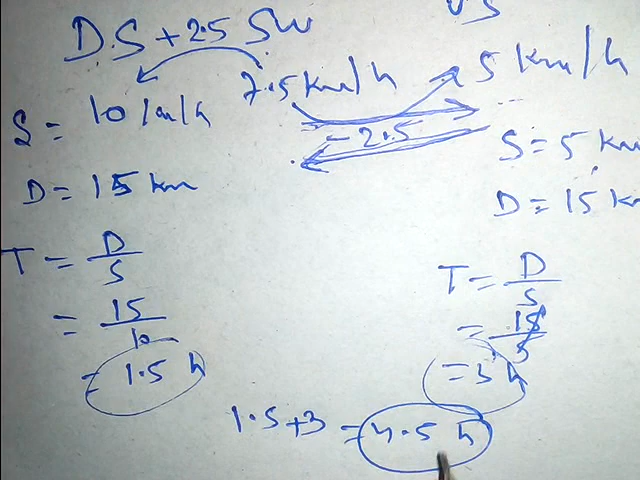 D.S + 2.5 SW
US
7.5 km/h
5 km/h
S = 10 km/h
- 2.5
S = 5 km
D = 15 km
D = 15 k
T = D/S
T = D/S
= 15/10
= 15/5
= 1.5 h
= 3 h
1.5+3 = 4.5 h